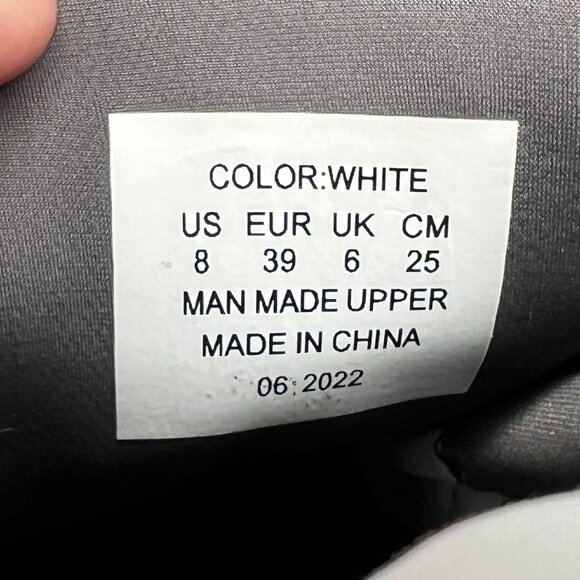 COLOR:WHITE
US EUR UK CM
8 39 6 25
MAN MADE UPPER
MADE IN CHINA
06:2022